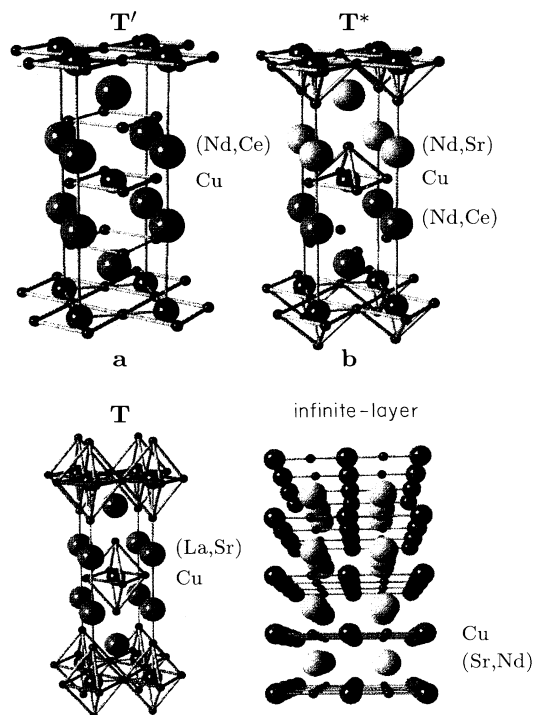 T′
T*
(Nd,Ce)
Cu
(Nd,Sr)
Cu
(Nd,Ce)
a
b
T
infinite-layer
(La,Sr)
Cu
Cu
(Sr,Nd)